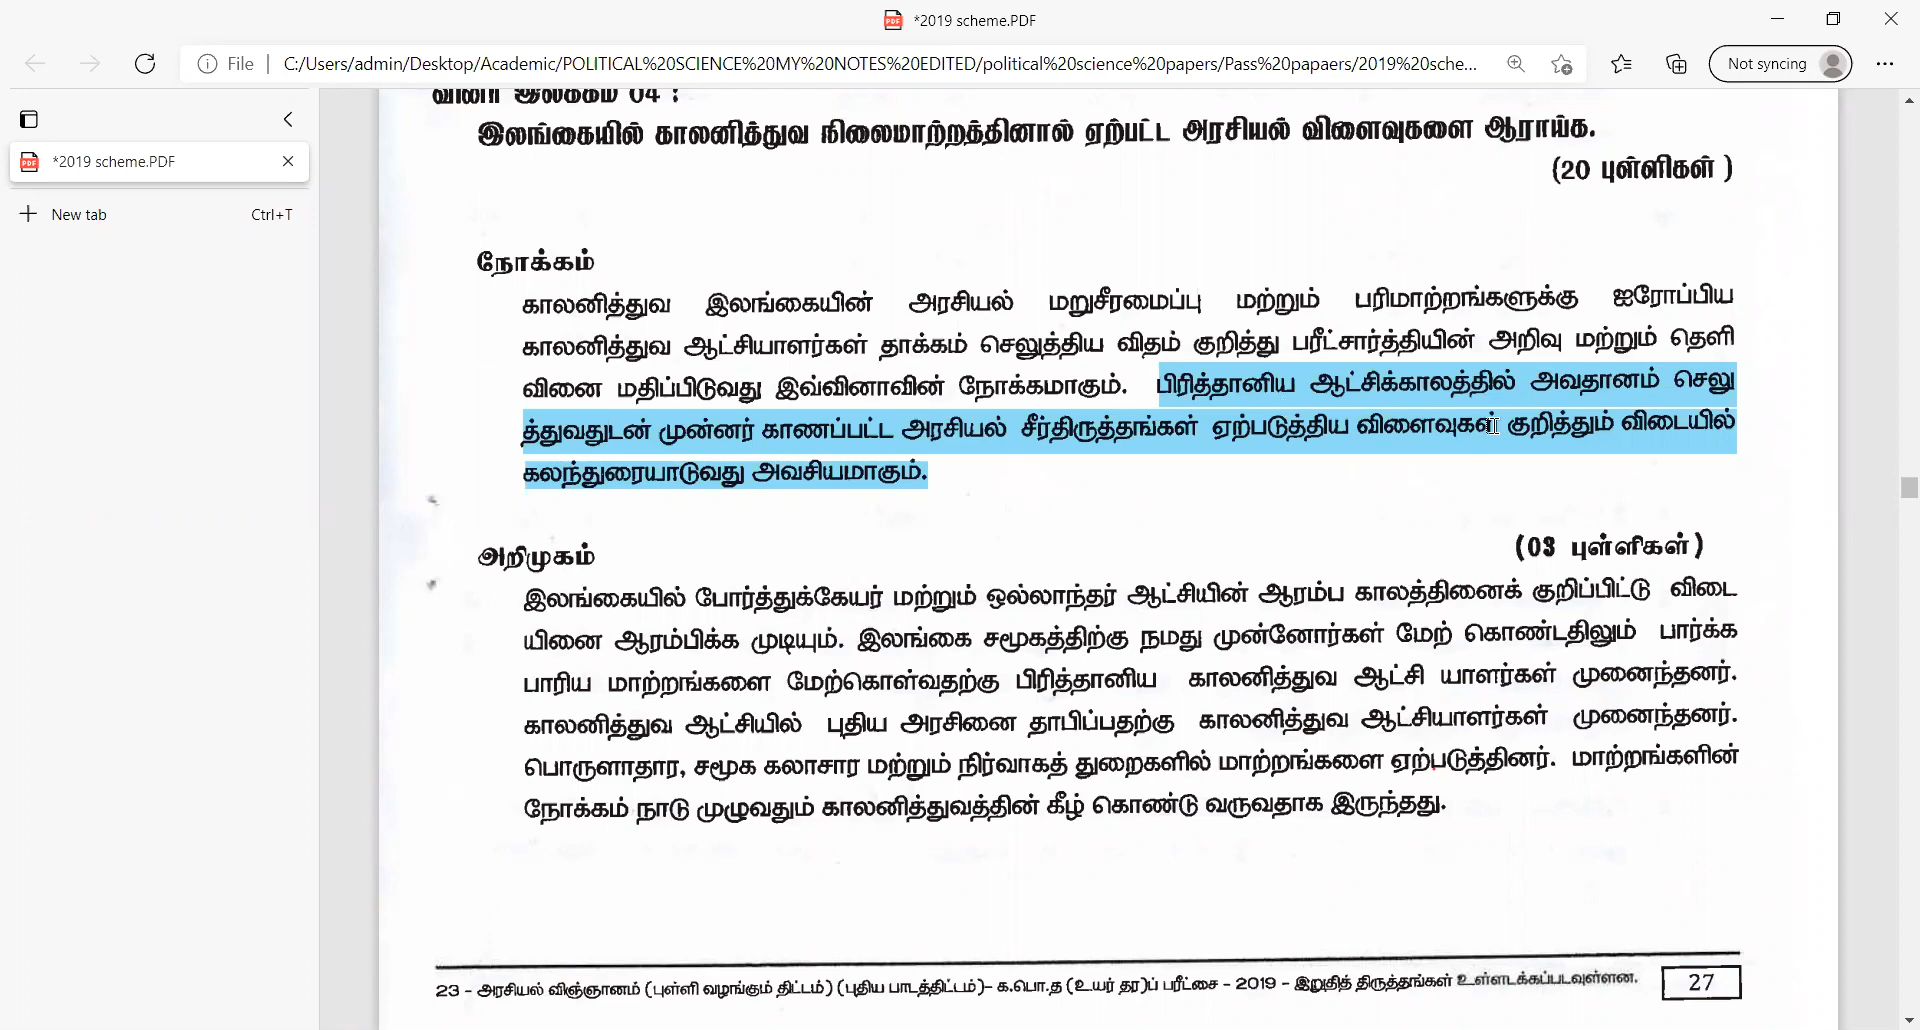 *2019 scheme.PDF
File
C:/Users/admin/Desktop/Academic/POLITICAL%20SCIENCE%20MY%20NOTES%20EDITED/political%20science%20papers/Pass%20papaers/2019%20sche...
Not syncing
*2019 scheme.PDF
New tab Ctrl+T
வினா இலக்கம் 04 :
இலங்கையில் காலனித்துவ நிலைமாற்றத்தினால் ஏற்பட்ட அரசியல் விளைவுகளை ஆராய்க.
(20 புள்ளிகள் )
நோக்கம்
காலனித்துவ இலங்கையின் அரசியல் மறுசீரமைப்பு மற்றும் பரிமாற்றங்களுக்கு ஐரோப்பிய
காலனித்துவ ஆட்சியாளர்கள் தாக்கம் செலுத்திய விதம் குறித்து பரீட்சார்த்தியின் அறிவு மற்றும் தெளி
வினை மதிப்பிடுவது இவ்வினாவின் நோக்கமாகும். பிரித்தானிய ஆட்சிக்காலத்தில் அவதானம் செலு
த்துவதுடன் முன்னர் காணப்பட்ட அரசியல் சீர்திருத்தங்கள் ஏற்படுத்திய விளைவுகள் குறித்தும் விடையில்
கலந்துரையாடுவது அவசியமாகும்.
அறிமுகம் (03 புள்ளிகள்)
இலங்கையில் போர்த்துக்கேயர் மற்றும் ஒல்லாந்தர் ஆட்சியின் ஆரம்ப காலத்தினைக் குறிப்பிட்டு விடை
யினை ஆரம்பிக்க முடியும். இலங்கை சமூகத்திற்கு நமது முன்னோர்கள் மேற் கொண்டதிலும் பார்க்க
பாரிய மாற்றங்களை மேற்கொள்வதற்கு பிரித்தானிய காலனித்துவ ஆட்சி யாளர்கள் முனைந்தனர்.
காலனித்துவ ஆட்சியில் புதிய அரசினை தாபிப்பதற்கு காலனித்துவ ஆட்சியாளர்கள் முனைந்தனர்.
பொருளாதார, சமூக கலாசார மற்றும் நிர்வாகத் துறைகளில் மாற்றங்களை ஏற்படுத்தினர். மாற்றங்களின்
நோக்கம் நாடு முழுவதும் காலனித்துவத்தின் கீழ் கொண்டு வருவதாக இருந்தது.
23 - அரசியல் விஞ்ஞானம் (புள்ளி வழங்கும் திட்டம்) (புதிய பாடத்திட்டம்)– க.பொ.த (உயர் தர)ப் பரீட்சை - 2019 - இறுதித் திருத்தங்கள் உள்ளடக்கப்படவுள்ளன. 27